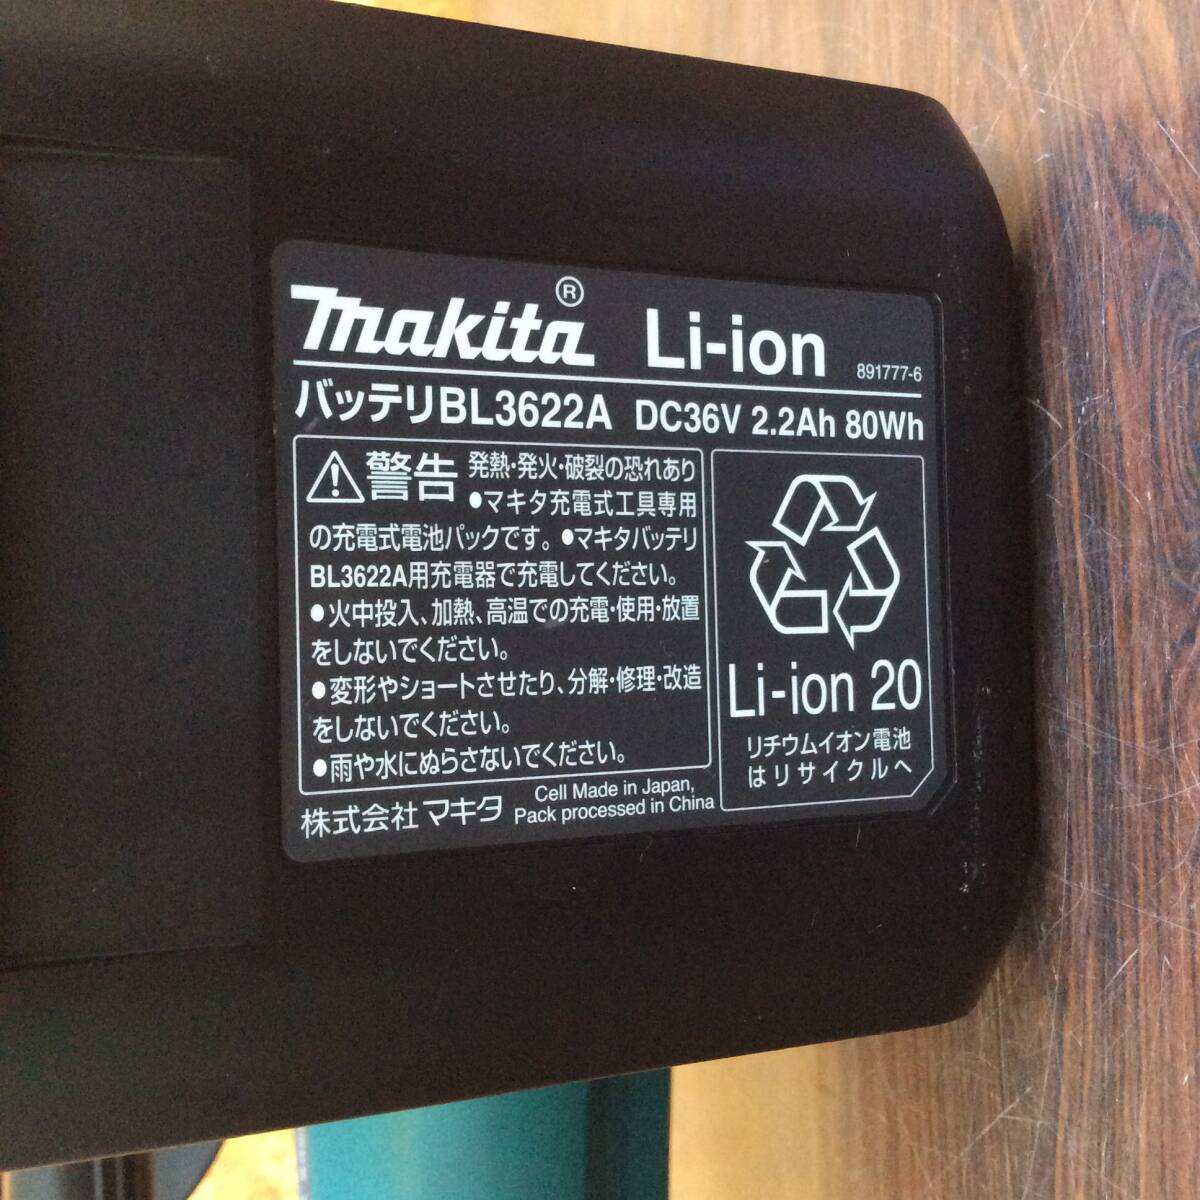 makita® Li-ion 891777-6
バッテリBL3622A DC36V 2.2Ah 80Wh
⚠警告 発熱・発火・破裂の恐れあり
●マキタ充電式工具専用
の充電式電池パックです。●マキタバッテリ
BL3622A用充電器で充電してください。
●火中投入、加熱、高温での充電・使用・放置
をしないでください。
●変形やショートさせたり、分解・修理・改造
をしないでください。
●雨や水にぬらさないでください。
Li-ion 20
リチウムイオン電池
はリサイクルへ
株式会社 マキタ
Cell Made in Japan,
Pack processed in China